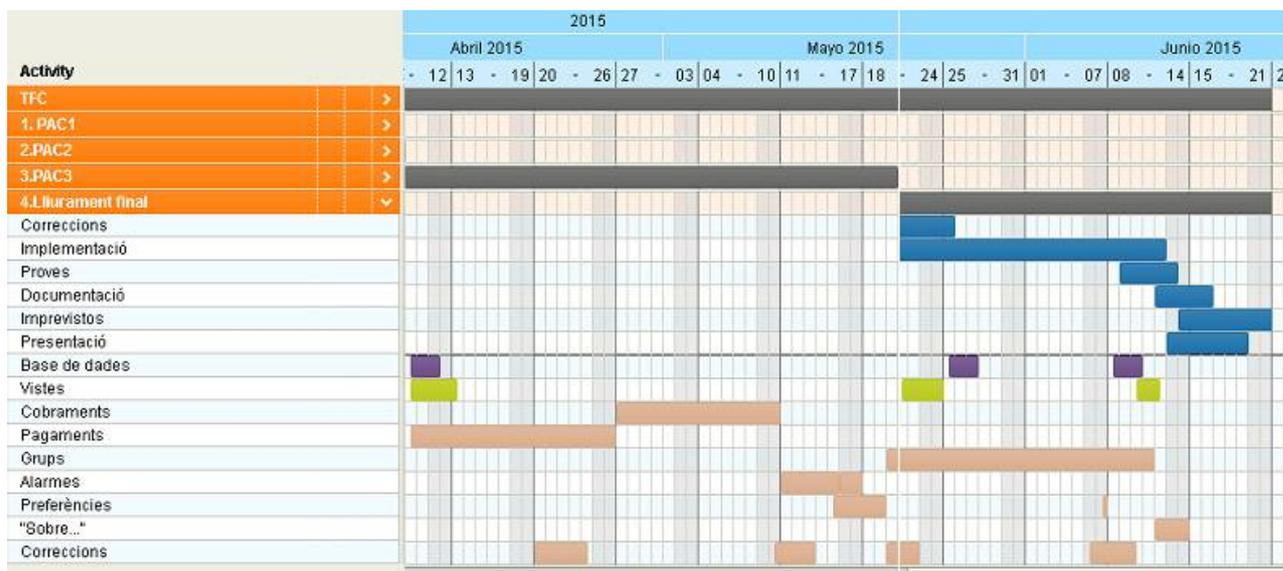 2015
Abril 2015 Mayo 2015 Junio 2015
Activity - 12 13 - 19 20 - 26 27 - 03 04 - 10 11 - 17 18 - 24 25 - 31 01 - 07 08 - 14 15 - 21 2
TFC
1. PAC1
2.PAC2
3.PAC3
4.Lliurament final
Correccions
Implementació
Proves
Documentació
Imprevistos
Presentació
Base de dades
Vistes
Cobraments
Pagaments
Grups
Alarmes
Preferències
"Sobre..."
Correccions